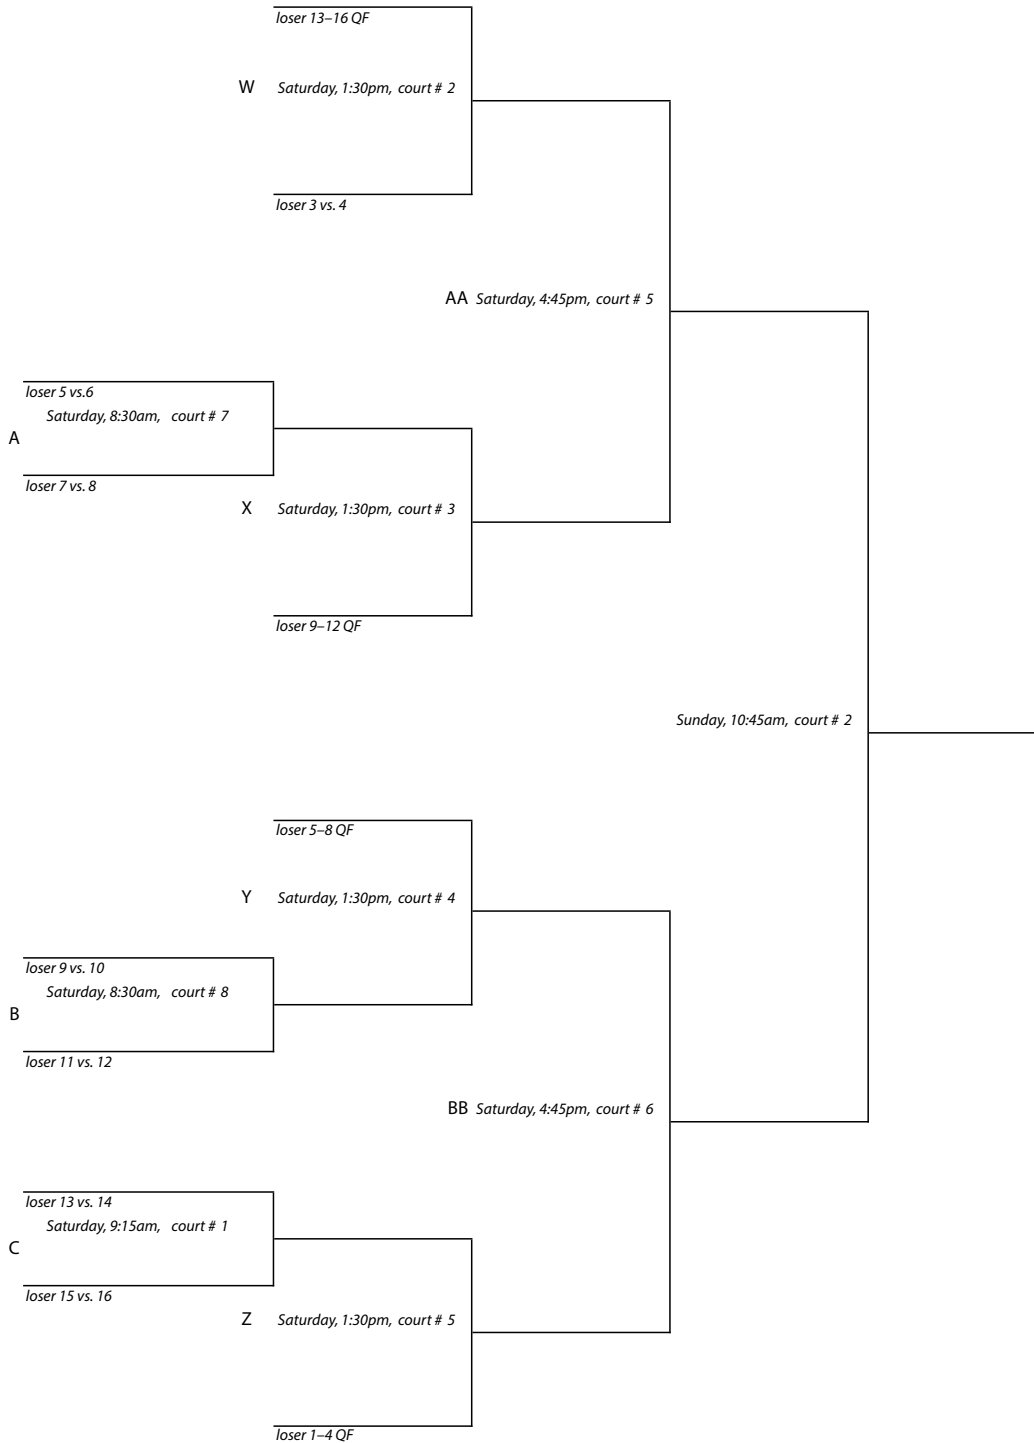 loser 13–16 QF
W Saturday, 1:30pm, court # 2
loser 3 vs. 4
AA Saturday, 4:45pm, court # 5
loser 5 vs.6
Saturday, 8:30am, court # 7
A
loser 7 vs. 8
X Saturday, 1:30pm, court # 3
loser 9–12 QF
Sunday, 10:45am, court # 2
loser 5–8 QF
Y Saturday, 1:30pm, court # 4
loser 9 vs. 10
Saturday, 8:30am, court # 8
B
loser 11 vs. 12
BB Saturday, 4:45pm, court # 6
loser 13 vs. 14
Saturday, 9:15am, court # 1
C
loser 15 vs. 16
Z Saturday, 1:30pm, court # 5
loser 1–4 QF